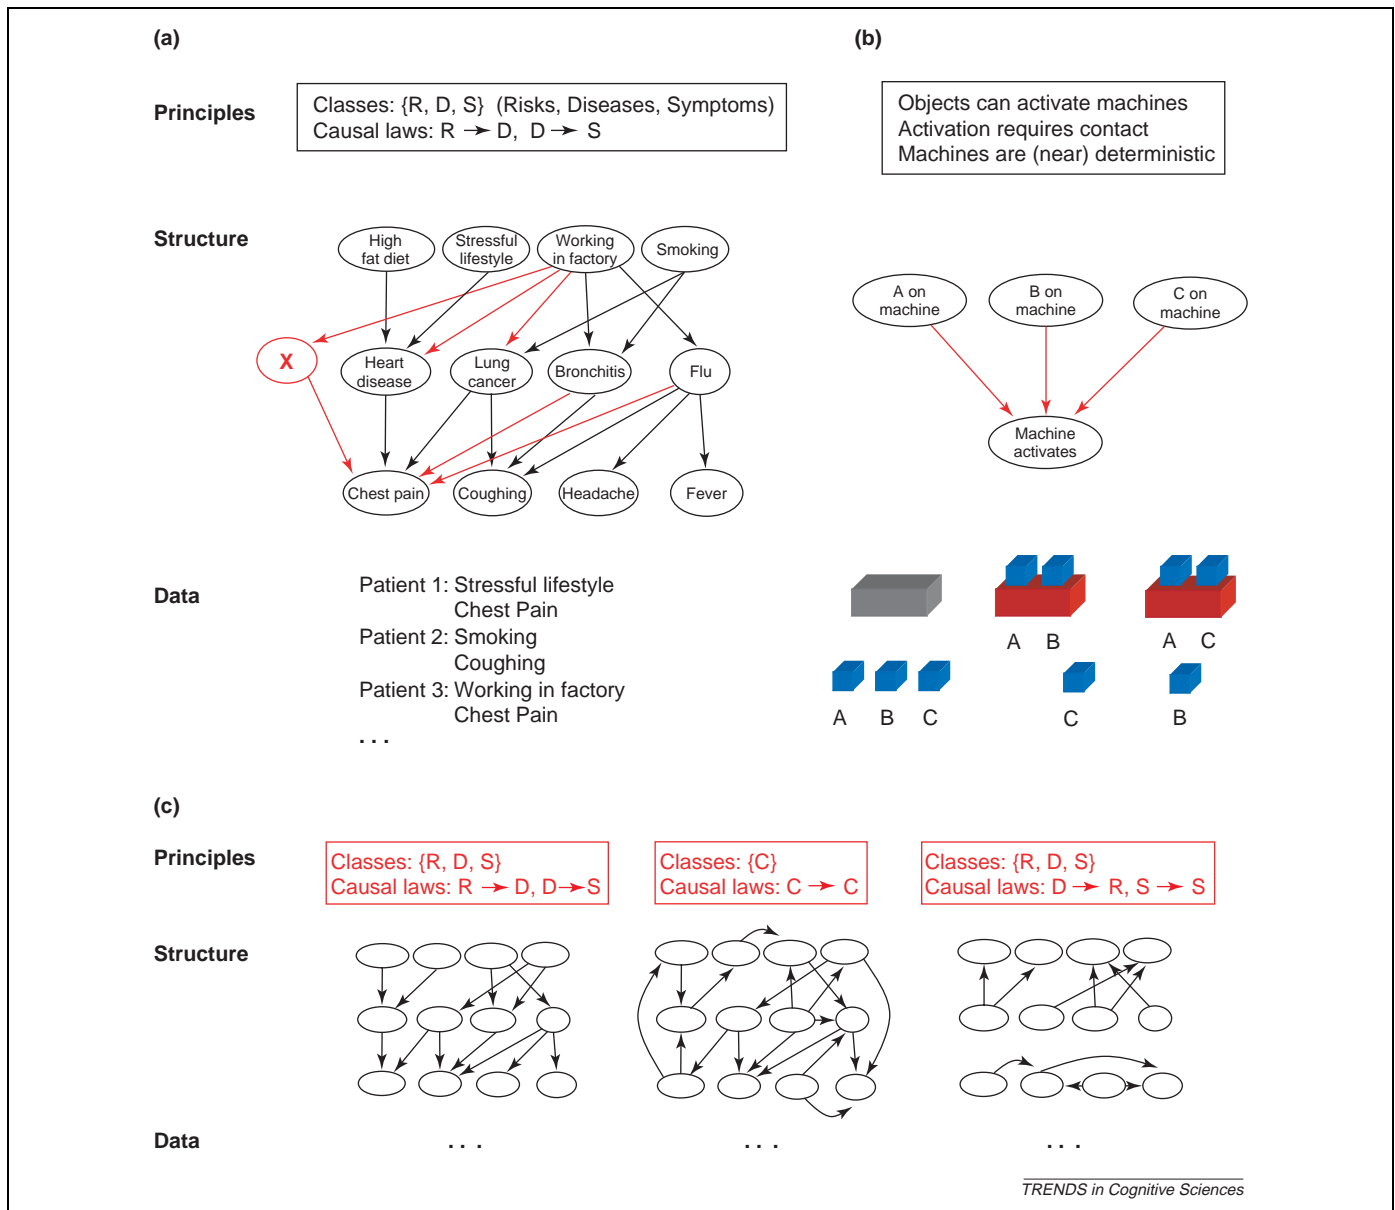 (a)
Principles
Classes: {R, D, S} (Risks, Diseases, Symptoms)
Causal laws: R → D, D → S
Structure
High
fat diet
Stressful
lifestyle
Working
in factory
Smoking
X
Heart
disease
Lung
cancer
Bronchitis
Flu
Chest pain
Coughing
Headache
Fever
Data
Patient 1: Stressful lifestyle
Chest Pain
Patient 2: Smoking
Coughing
Patient 3: Working in factory
Chest Pain
. . .
(b)
Objects can activate machines
Activation requires contact
Machines are (near) deterministic
A on
machine
B on
machine
C on
machine
Machine
activates
A B C
A B
C
A C
B
(c)
Principles
Classes: {R, D, S}
Causal laws: R → D, D → S
Classes: {C}
Causal laws: C → C
Classes: {R, D, S}
Causal laws: D → R, S → S
Structure
Data
. . .
. . .
. . .
TRENDS in Cognitive Sciences